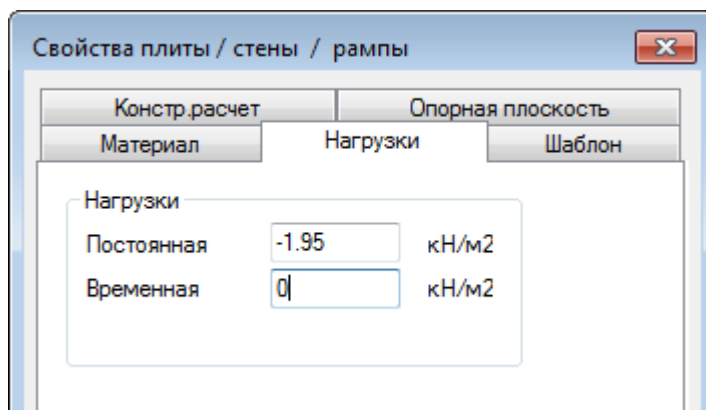 Свойства плиты / стены / рампы
Констр.расчет Опорная плоскость
Материал Нагрузки Шаблон
Нагрузки
Постоянная -1.95 кН/м2
Временная 0 кН/м2